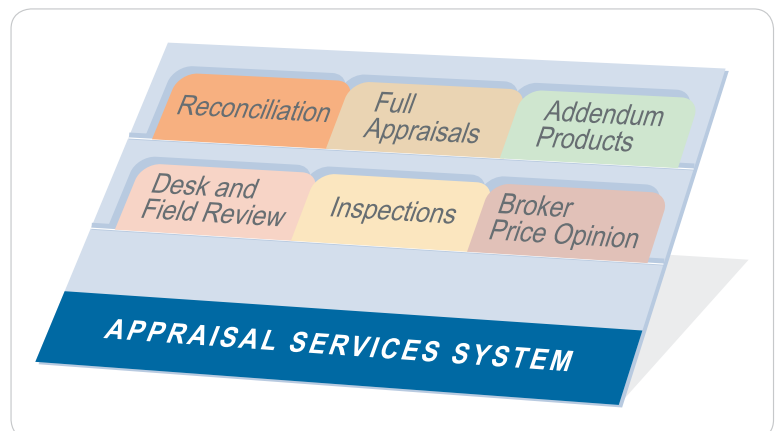 Reconciliation
Full
Appraisals
Addendum
Products
Desk and
Field Review
Inspections
Broker
Price Opinion
APPRAISAL SERVICES SYSTEM